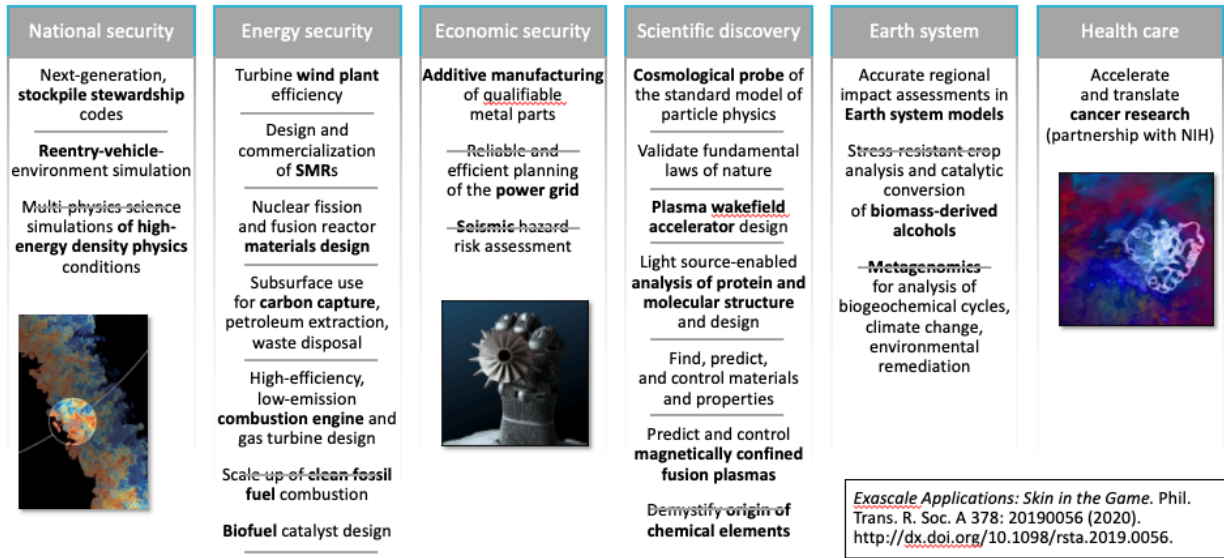 National security
Next-generation,
stockpile stewardship
codes
Reentry-vehicle-
environment simulation
Multi-physics science
simulations of high-
energy density physics
conditions
Energy security
Turbine wind plant
efficiency
Design and
commercialization
of SMRs
Nuclear fission
and fusion reactor
materials design
Subsurface use
for carbon capture,
petroleum extraction,
waste disposal
High-efficiency,
low-emission
combustion engine and
gas turbine design
Scale up of clean fossil
fuel combustion
Biofuel catalyst design
Economic security
Additive manufacturing
of qualifiable
metal parts
Reliable and
efficient planning
of the power grid
Seismic hazard
risk assessment
Scientific discovery
Cosmological probe of
the standard model of
particle physics
Validate fundamental
laws of nature
Plasma wakefield
accelerator design
Light source-enabled
analysis of protein and
molecular structure
and design
Find, predict,
and control materials
and properties
Predict and control
magnetically confined
fusion plasmas
Demystify origin of
chemical elements
Earth system
Accurate regional
impact assessments in
Earth system models
Stress-resistant crop
analysis and catalytic
conversion
of biomass-derived
alcohols
Metagenomics
for analysis of
biogeochemical cycles,
climate change,
environmental
remediation
Health care
Accelerate
and translate
cancer research
(partnership with NIH)
Exascale Applications: Skin in the Game. Phil.
Trans. R. Soc. A 378: 20190056 (2020).
http://dx.doi.org/10.1098/rsta.2019.0056.